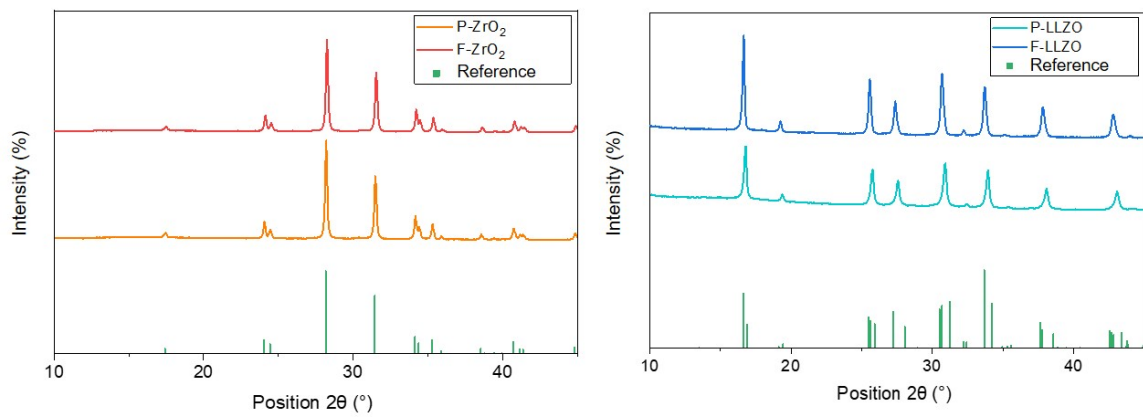 P-ZrO₂
F-ZrO₂
Reference
Intensity (%)
10 20 30 40
Position 2θ (°)
P-LLZO
F-LLZO
Reference
Intensity (%)
10 20 30 40
Position 2θ (°)